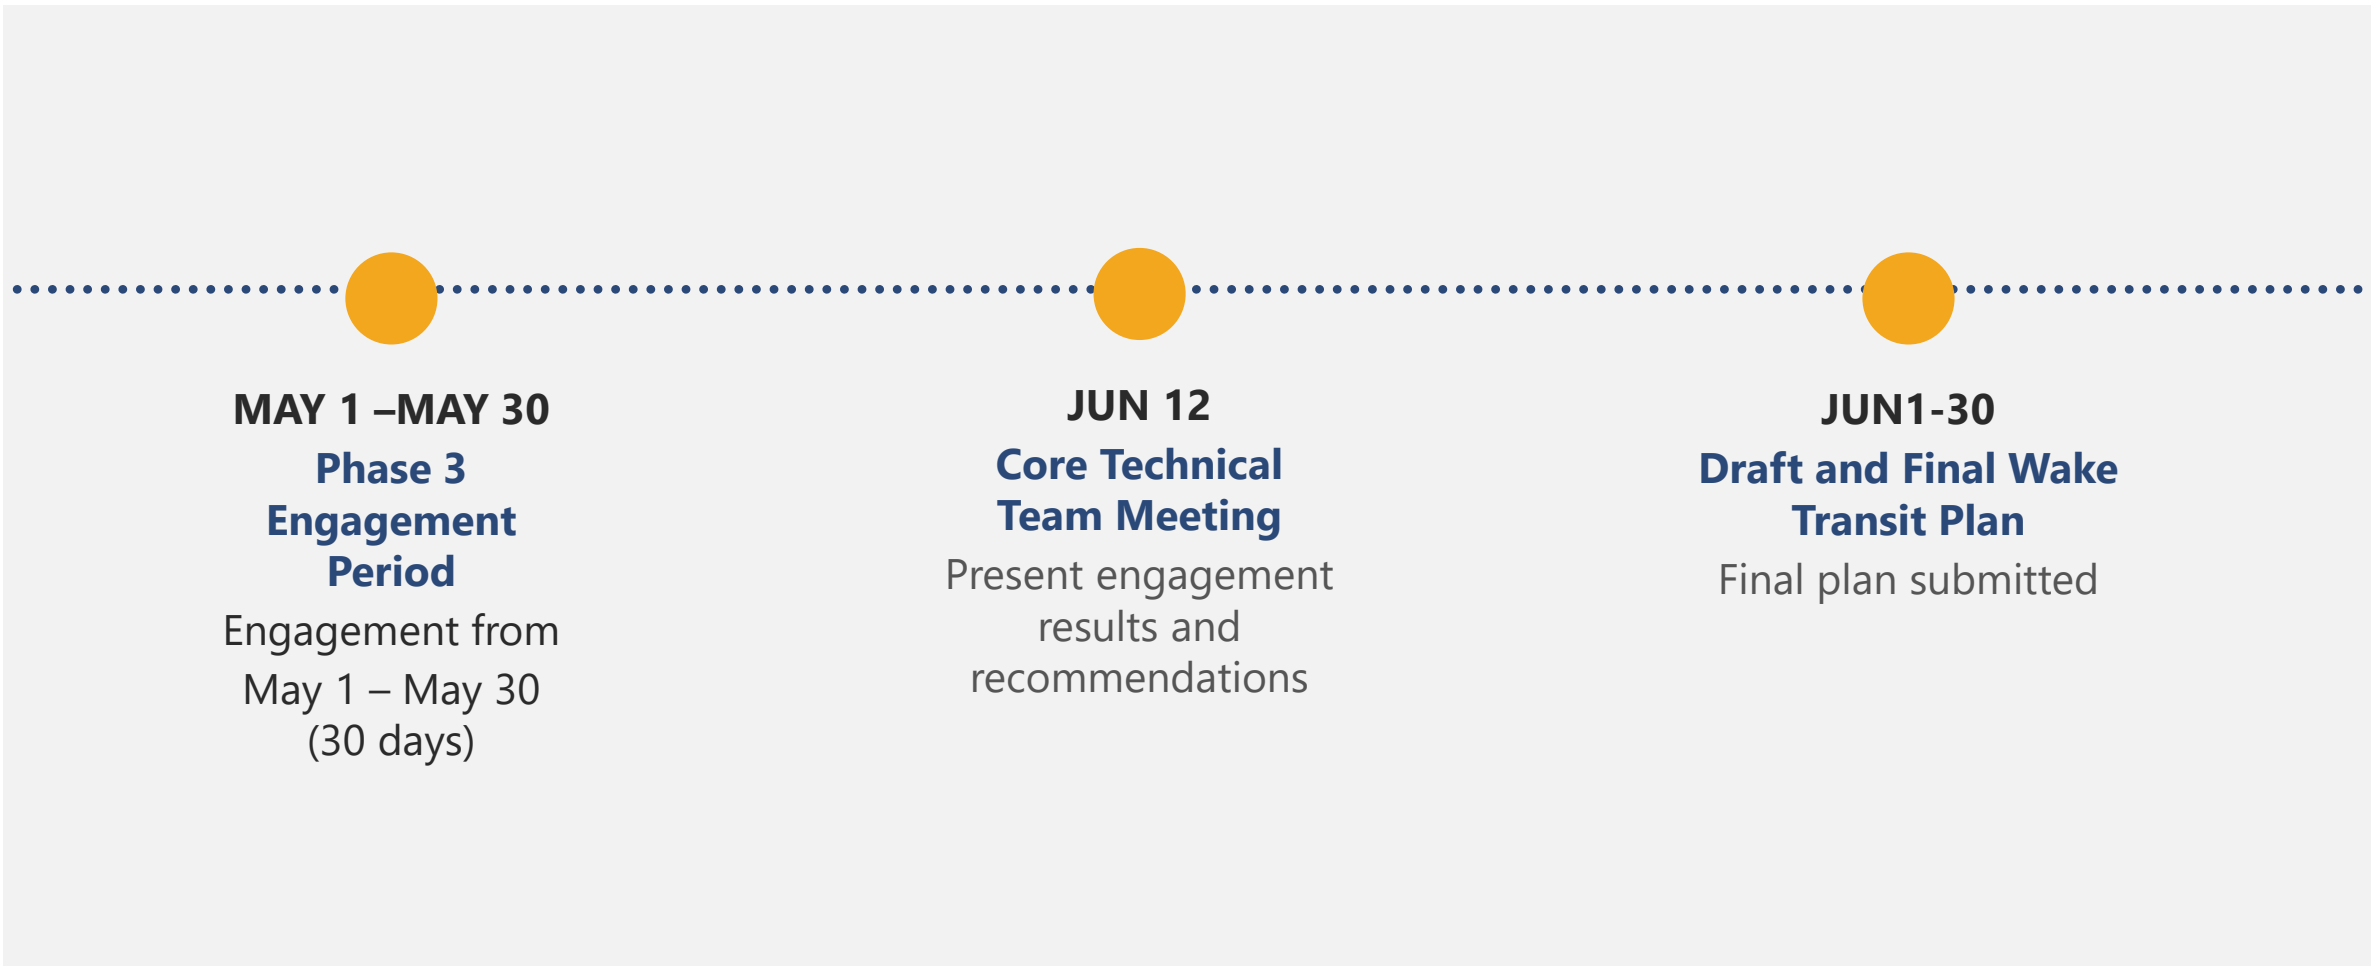 MAY 1 –MAY 30
Phase 3
Engagement
Period
Engagement from
May 1 – May 30
(30 days)
JUN 12
Core Technical
Team Meeting
Present engagement
results and
recommendations
JUN1-30
Draft and Final Wake
Transit Plan
Final plan submitted